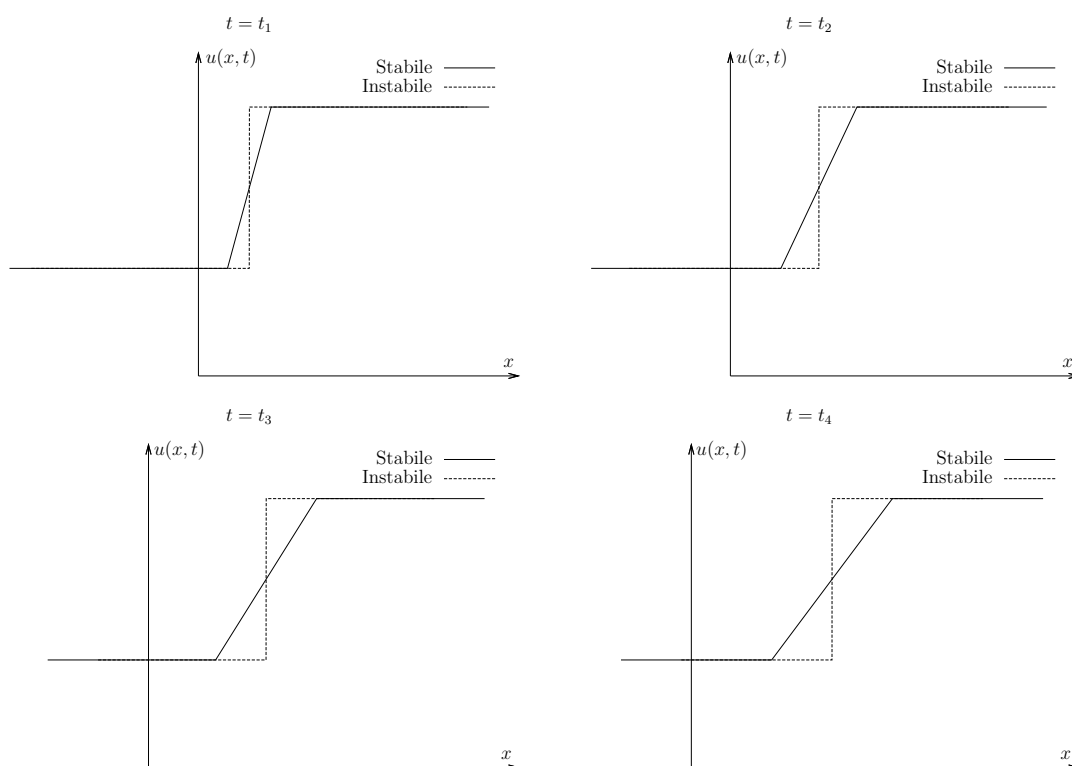 t = t₁
u(x, t)
Stabile
Instabile
x
t = t₂
u(x, t)
Stabile
Instabile
x
t = t₃
u(x, t)
Stabile
Instabile
x
t = t₄
u(x, t)
Stabile
Instabile
x